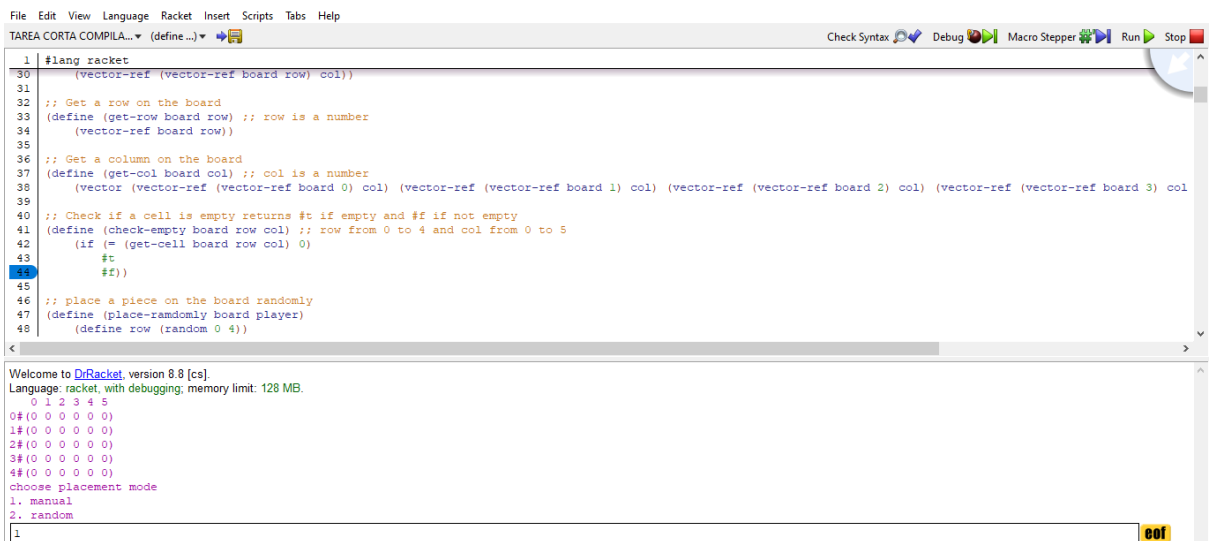 File Edit View Language Racket Insert Scripts Tabs Help
TAREA CORTA COMPILA... (define ...) Check Syntax Debug Macro Stepper Run Stop
1 #lang racket
30 (vector-ref (vector-ref board row) col))
31
32 ;; Get a row on the board
33 (define (get-row board row) ;; row is a number
34 (vector-ref board row))
35
36 ;; Get a column on the board
37 (define (get-col board col) ;; col is a number
38 (vector (vector-ref (vector-ref board 0) col) (vector-ref (vector-ref board 1) col) (vector-ref (vector-ref board 2) col) (vector-ref (vector-ref board 3) col
39
40 ;; Check if a cell is empty returns #t if empty and #f if not empty
41 (define (check-empty board row col) ;; row from 0 to 4 and col from 0 to 5
42 (if (= (get-cell board row col) 0)
43 #t
44 #f))
45
46 ;; place a piece on the board randomly
47 (define (place-ramdomly board player)
48 (define row (random 0 4))
Welcome to DrRacket, version 8.8 [cs].
Language: racket, with debugging; memory limit: 128 MB.
0 1 2 3 4 5
0#(0 0 0 0 0 0)
1#(0 0 0 0 0 0)
2#(0 0 0 0 0 0)
3#(0 0 0 0 0 0)
4#(0 0 0 0 0 0)
choose placement mode
1. manual
2. random
1 eof